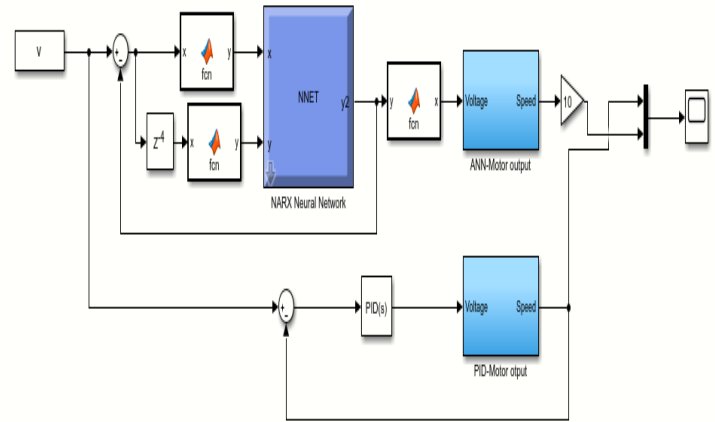 V
+
-
x
y
fcn
z-4
x
y
fcn
x
NNET
y2
y
NARX Neural Network
y
x
fcn
Voltage
Speed
ANN-Motor output
10
+
-
PID(s)
Voltage
Speed
PID-Motor otput